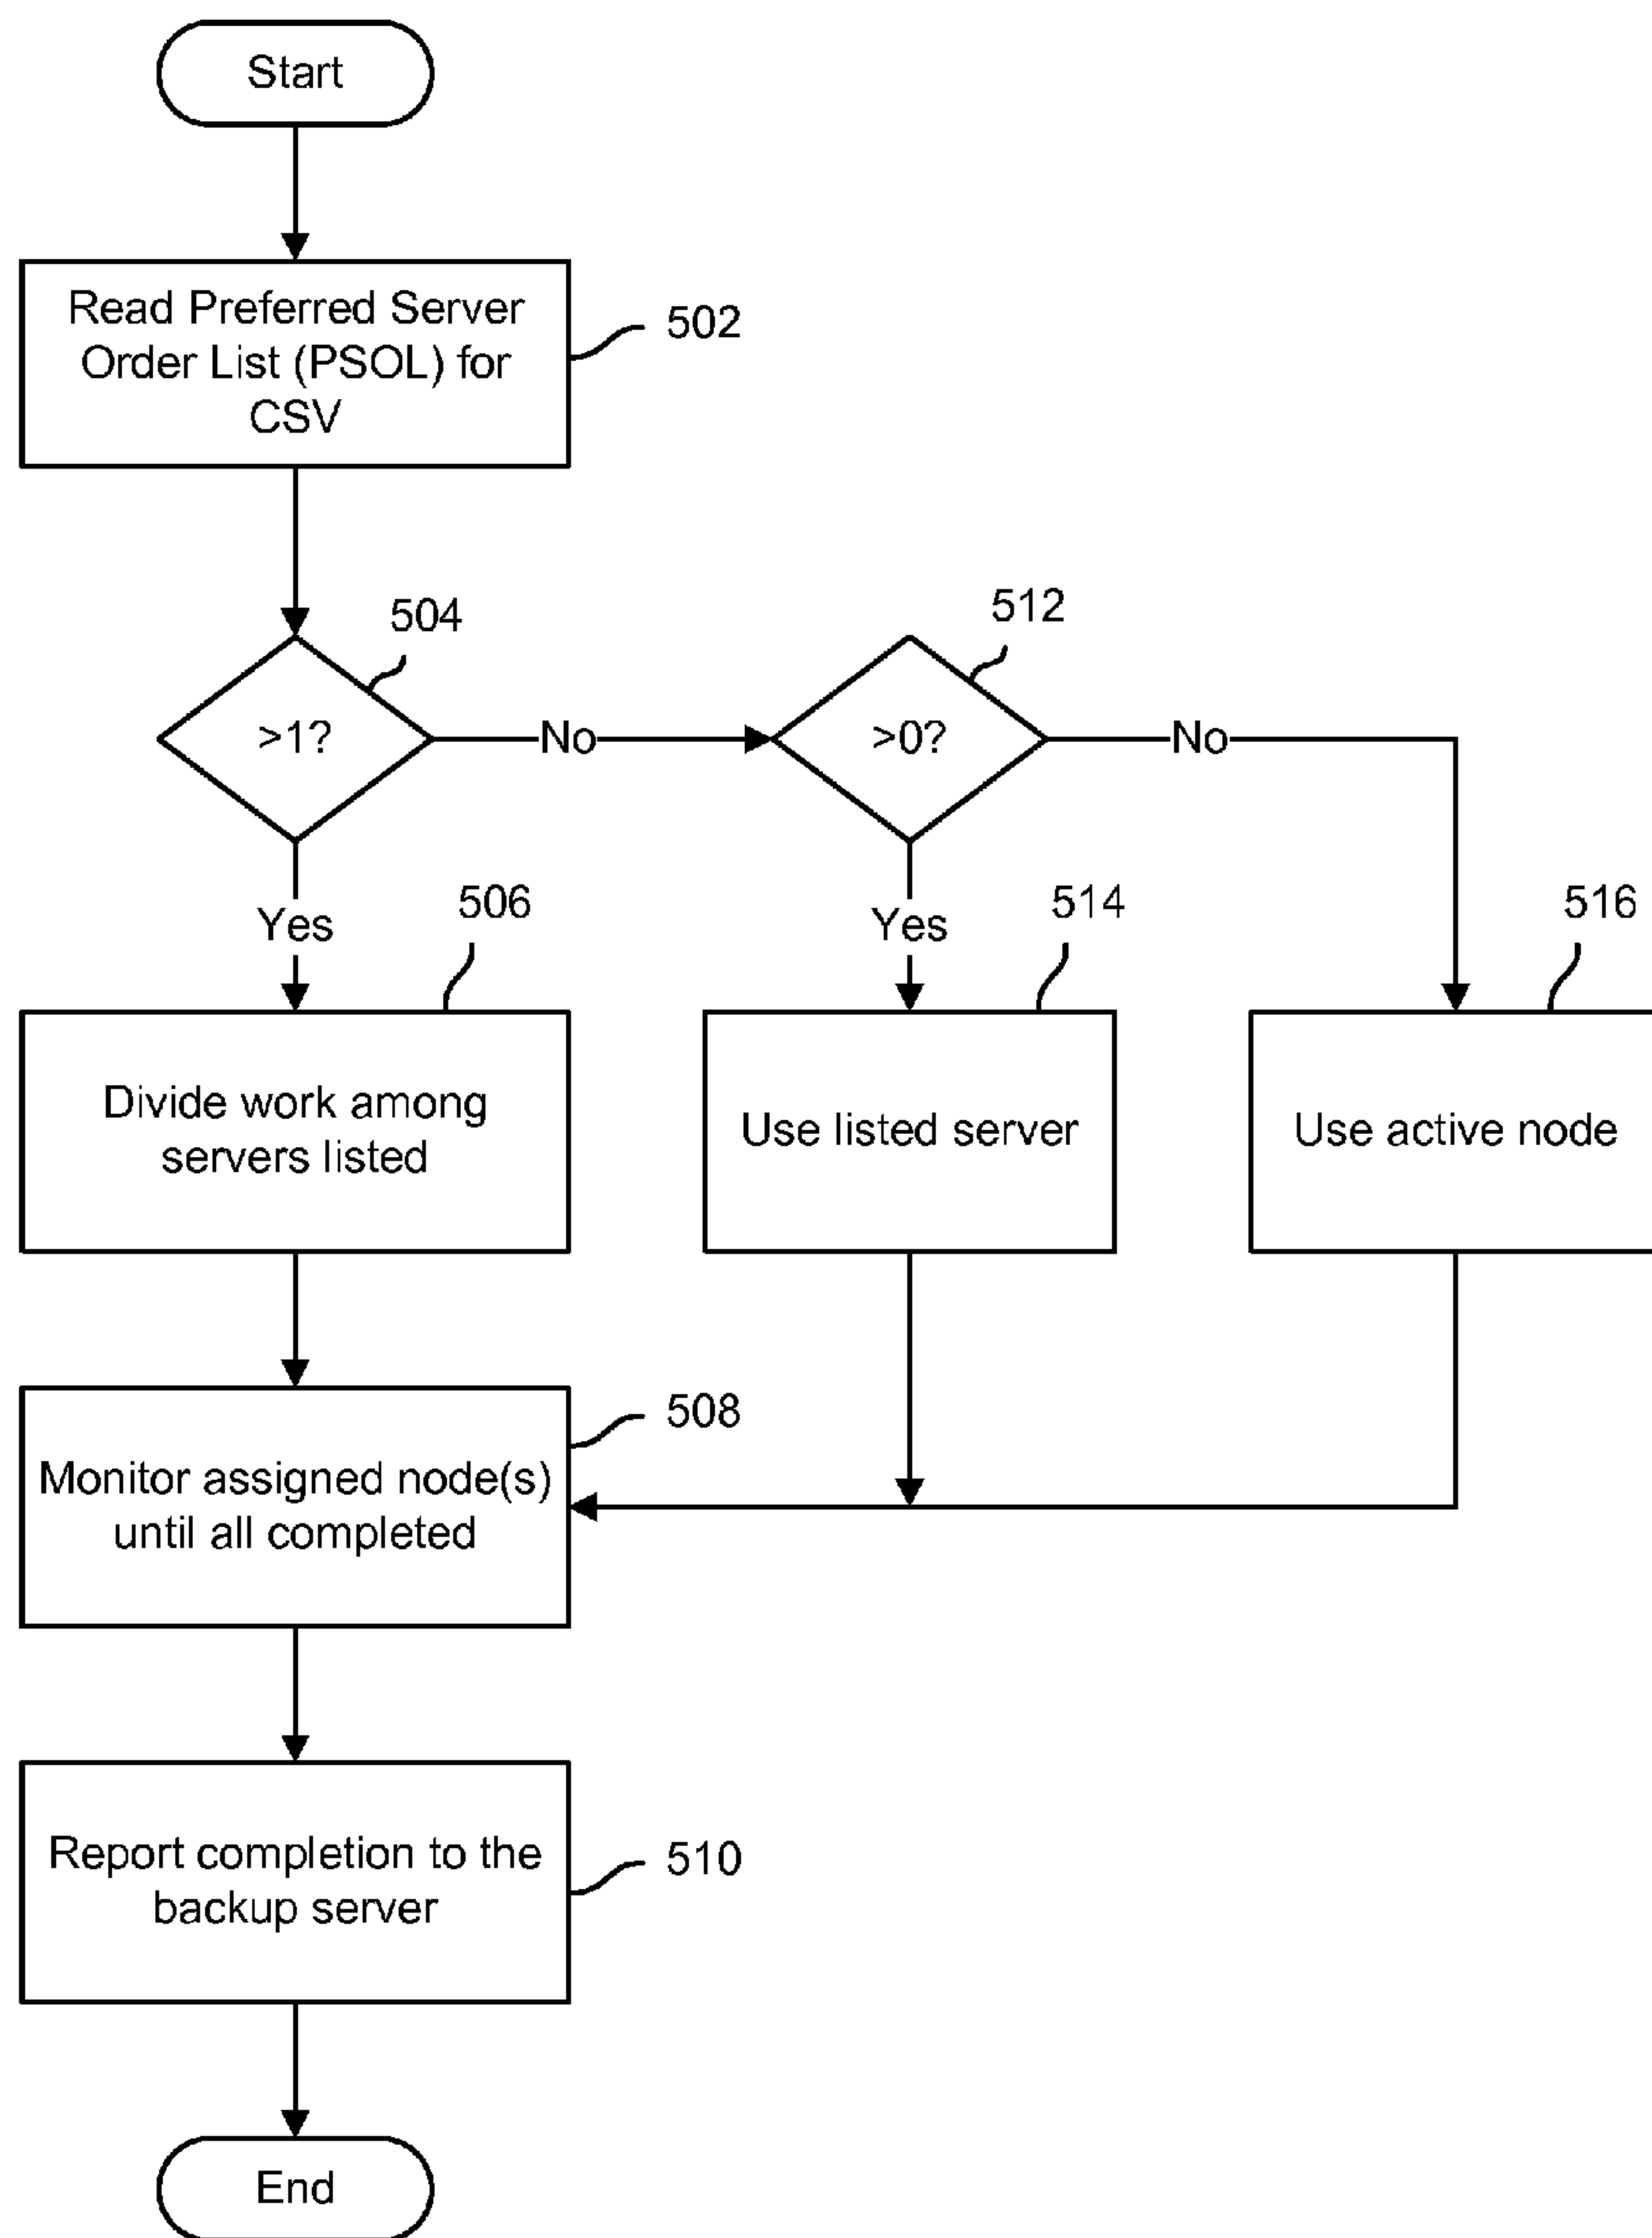 Start
Read Preferred Server
Order List (PSOL) for
CSV
502
504
512
>1?
No
>0?
No
Yes
506
Yes
514
516
Divide work among
servers listed
Use listed server
Use active node
508
Monitor assigned node(s)
until all completed
Report completion to the
backup server
510
End